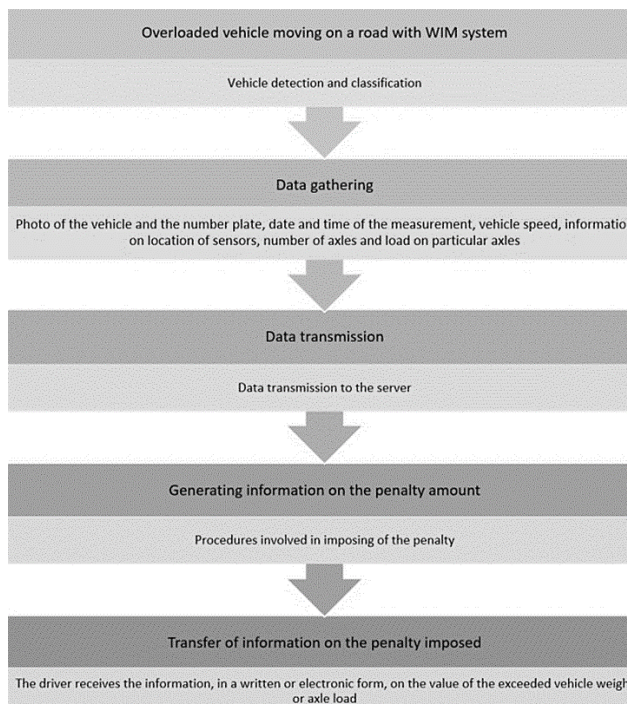 Overloaded vehicle moving on a road with WIM system
Vehicle detection and classification
Data gathering
Photo of the vehicle and the number plate, date and time of the measurement, vehicle speed, informatio
on location of sensors, number of axles and load on particular axles
Data transmission
Data transmission to the server
Generating information on the penalty amount
Procedures involved in imposing of the penalty
Transfer of information on the penalty imposed
The driver receives the information, in a written or electronic form, on the value of the exceeded vehicle weigh
or axle load